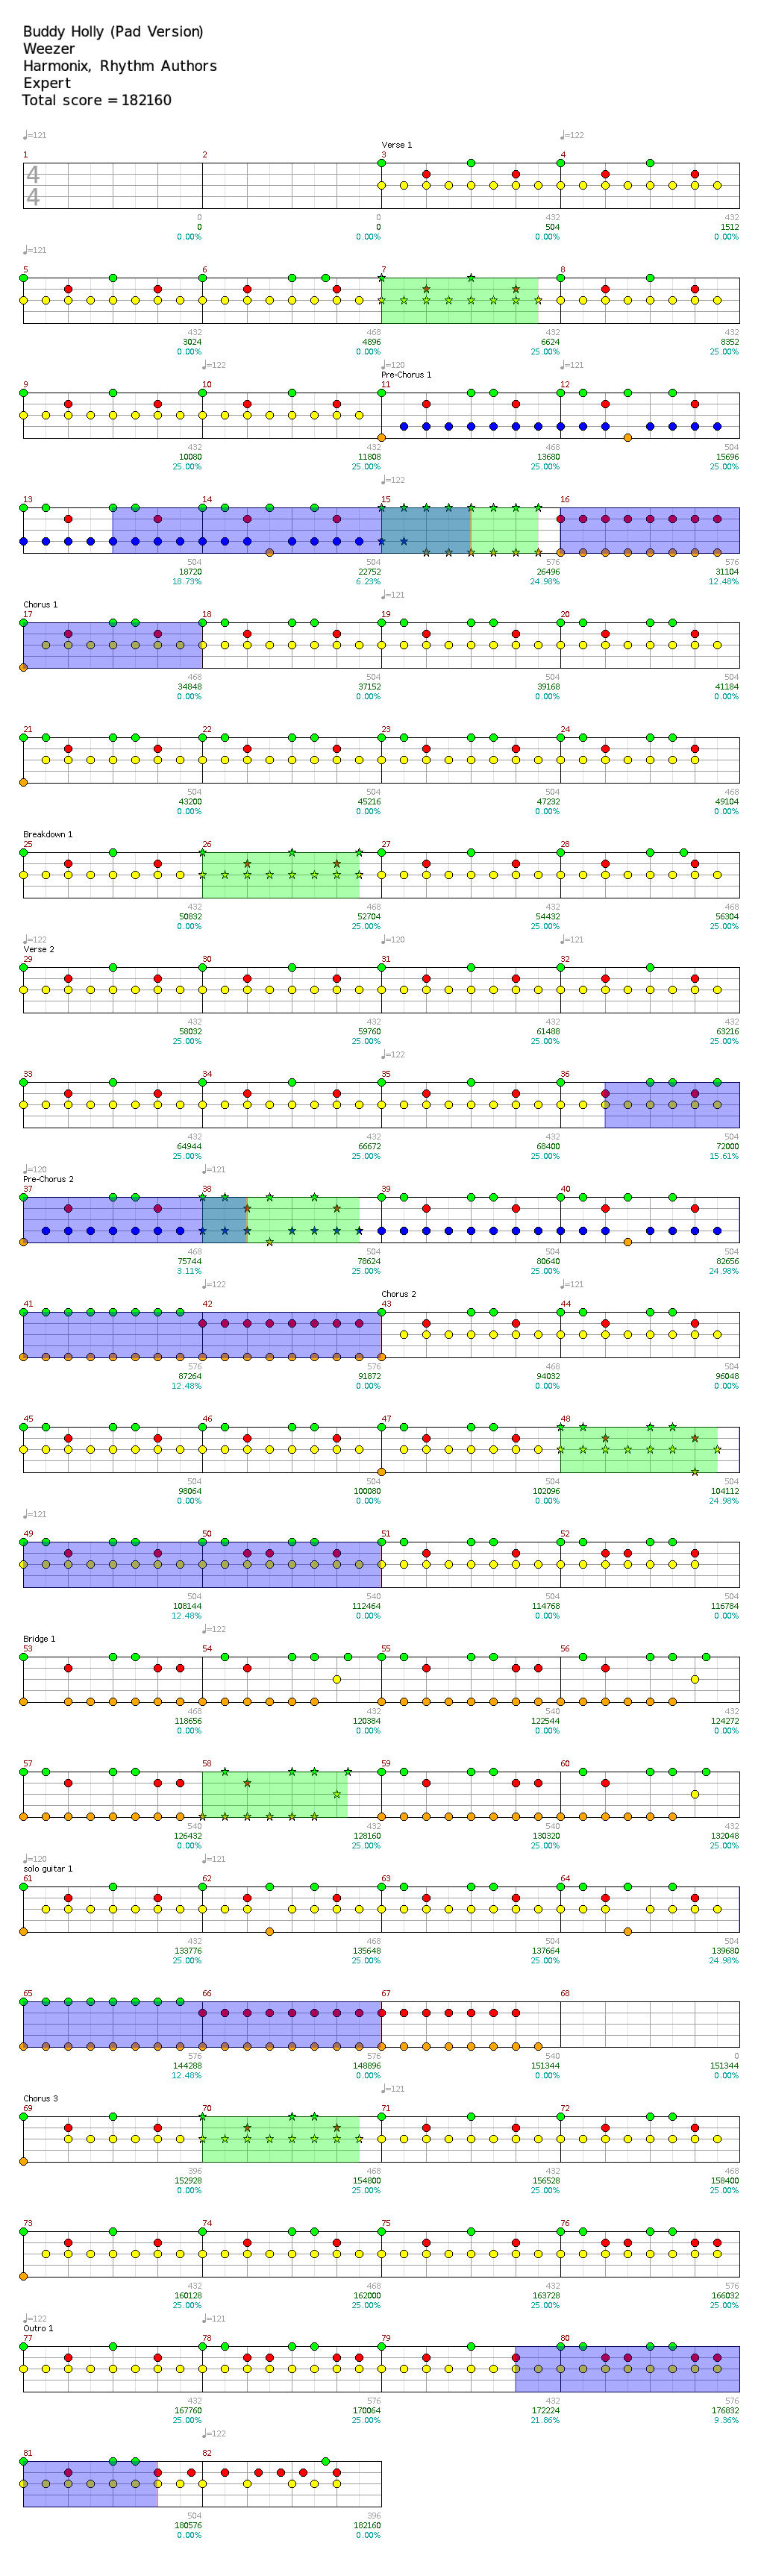 Buddy Holly (Pad Version)
Weezer
Harmonix, Rhythm Authors
Expert
Total score = 182160
♩=121
♩=122
Verse 1
1 2 3 4
4
4
0 0 432 432
0 0 504 1512
0.00% 0.00% 0.00% 0.00%
♩=121
5 6 7 8
432 468 432 432
3024 4896 6624 8352
0.00% 0.00% 25.00% 25.00%
♩=122 ♩=120 ♩=121
Pre-Chorus 1
9 10 11 12
432 432 468 504
10080 11808 13680 15696
25.00% 25.00% 25.00% 25.00%
♩=122
13 14 15 16
504 504 576 576
18720 22752 26496 31104
18.73% 6.23% 24.98% 12.48%
♩=121
Chorus 1
17 18 19 20
468 504 504 504
34848 37152 39168 41184
0.00% 0.00% 0.00% 0.00%
21 22 23 24
504 504 504 468
43200 45216 47232 49104
0.00% 0.00% 0.00% 0.00%
Breakdown 1
25 26 27 28
432 468 432 468
50832 52704 54432 56304
0.00% 25.00% 25.00% 25.00%
♩=122 ♩=120 ♩=121
Verse 2
29 30 31 32
432 432 432 432
58032 59760 61488 63216
25.00% 25.00% 25.00% 25.00%
♩=122
33 34 35 36
432 432 432 504
64944 66672 68400 72000
25.00% 25.00% 25.00% 15.61%
♩=120 ♩=121
Pre-Chorus 2
37 38 39 40
468 504 504 504
75744 78624 80640 82656
3.11% 25.00% 25.00% 24.98%
♩=122 ♩=121
Chorus 2
41 42 43 44
576 576 468 504
87264 91872 94032 96048
12.48% 0.00% 0.00% 0.00%
45 46 47 48
504 504 504 504
98064 100080 102096 104112
0.00% 0.00% 0.00% 24.98%
♩=121
49 50 51 52
504 540 504 504
108144 112464 114768 116784
12.48% 0.00% 0.00% 0.00%
♩=122
Bridge 1
53 54 55 56
468 432 540 432
118656 120384 122544 124272
0.00% 0.00% 0.00% 0.00%
57 58 59 60
540 432 540 432
126432 128160 130320 132048
0.00% 25.00% 25.00% 25.00%
♩=120 ♩=121
solo guitar 1
61 62 63 64
432 468 504 504
133776 135648 137664 139680
25.00% 25.00% 25.00% 24.98%
65 66 67 68
576 576 540 0
144288 148896 151344 151344
12.48% 0.00% 0.00% 0.00%
♩=121
Chorus 3
69 70 71 72
396 468 432 468
152928 154800 156528 158400
0.00% 25.00% 25.00% 25.00%
73 74 75 76
432 468 432 576
160128 162000 163728 166032
25.00% 25.00% 25.00% 25.00%
♩=122 ♩=121
Outro 1
77 78 79 80
432 576 432 576
167760 170064 172224 176832
25.00% 25.00% 21.86% 9.36%
♩=122
81 82
504 396
180576 182160
0.00% 0.00%